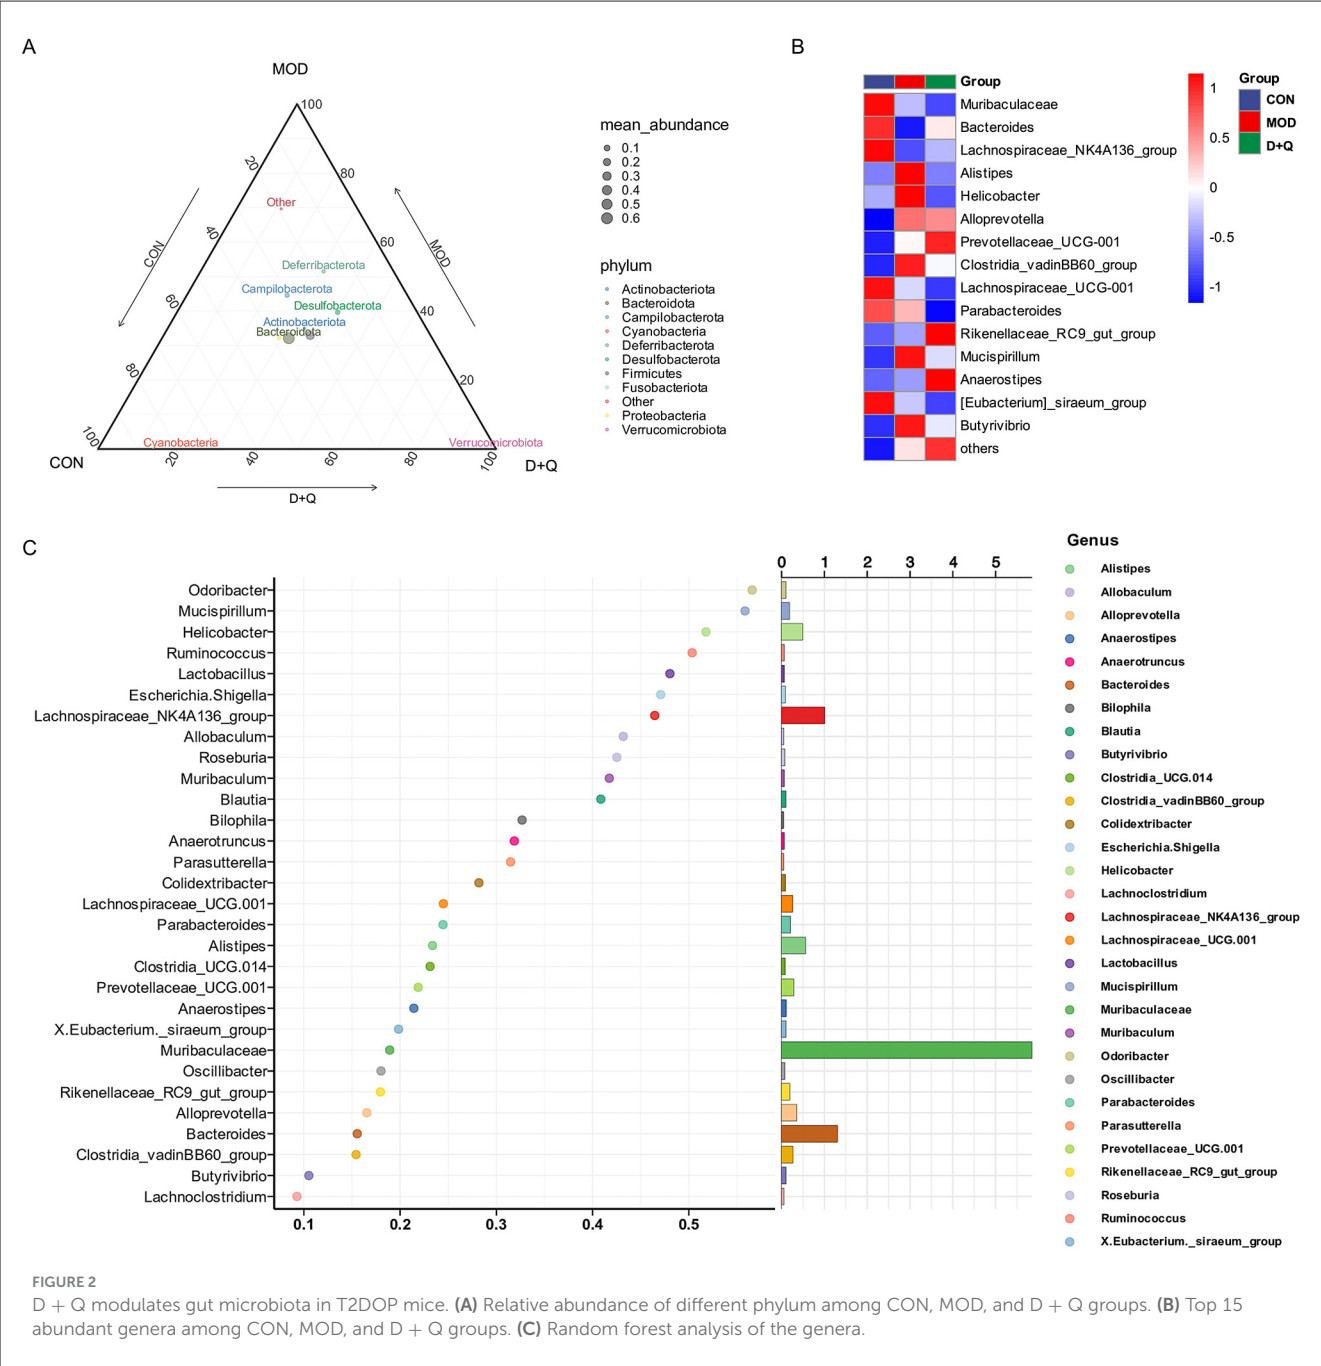 A
MOD
100
20
80
Other
40
60
CON
MOD
Deferribacterota
Campilobacterota
Desulfobacterota
60
40
Actinobacteriota
Bacteroidota
80
20
100
Cyanobacteria
Verrucomicrobiota
CON
20
40
60
80
100
D+Q
D+Q
mean_abundance
0.1
0.2
0.3
0.4
0.5
0.6
phylum
Actinobacteriota
Bacteroidota
Campilobacterota
Cyanobacteria
Deferribacterota
Desulfobacterota
Firmicutes
Fusobacteriota
Other
Proteobacteria
Verrucomicrobiota
B
Group
Muribaculaceae
Bacteroides
Lachnospiraceae_NK4A136_group
Alistipes
Helicobacter
Alloprevotella
Prevotellaceae_UCG-001
Clostridia_vadinBB60_group
Lachnospiraceae_UCG-001
Parabacteroides
Rikenellaceae_RC9_gut_group
Mucispirillum
Anaerostipes
[Eubacterium]_siraeum_group
Butyrivibrio
others
1
0.5
0
-0.5
-1
Group
CON
MOD
D+Q
C
Odoribacter
Mucispirillum
Helicobacter
Ruminococcus
Lactobacillus
Escherichia.Shigella
Lachnospiraceae_NK4A136_group
Allobaculum
Roseburia
Muribaculum
Blautia
Bilophila
Anaerotruncus
Parasutterella
Colidextribacter
Lachnospiraceae_UCG.001
Parabacteroides
Alistipes
Clostridia_UCG.014
Prevotellaceae_UCG.001
Anaerostipes
X.Eubacterium._siraeum_group
Muribaculaceae
Oscillibacter
Rikenellaceae_RC9_gut_group
Alloprevotella
Bacteroides
Clostridia_vadinBB60_group
Butyrivibrio
Lachnoclostridium
0.1 0.2 0.3 0.4 0.5
0 1 2 3 4 5
Genus
Alistipes
Allobaculum
Alloprevotella
Anaerostipes
Anaerotruncus
Bacteroides
Bilophila
Blautia
Butyrivibrio
Clostridia_UCG.014
Clostridia_vadinBB60_group
Colidextribacter
Escherichia.Shigella
Helicobacter
Lachnoclostridium
Lachnospiraceae_NK4A136_group
Lachnospiraceae_UCG.001
Lactobacillus
Mucispirillum
Muribaculaceae
Muribaculum
Odoribacter
Oscillibacter
Parabacteroides
Parasutterella
Prevotellaceae_UCG.001
Rikenellaceae_RC9_gut_group
Roseburia
Ruminococcus
X.Eubacterium._siraeum_group
FIGURE 2
D + Q modulates gut microbiota in T2DOP mice. (A) Relative abundance of different phylum among CON, MOD, and D + Q groups. (B) Top 15
abundant genera among CON, MOD, and D + Q groups. (C) Random forest analysis of the genera.